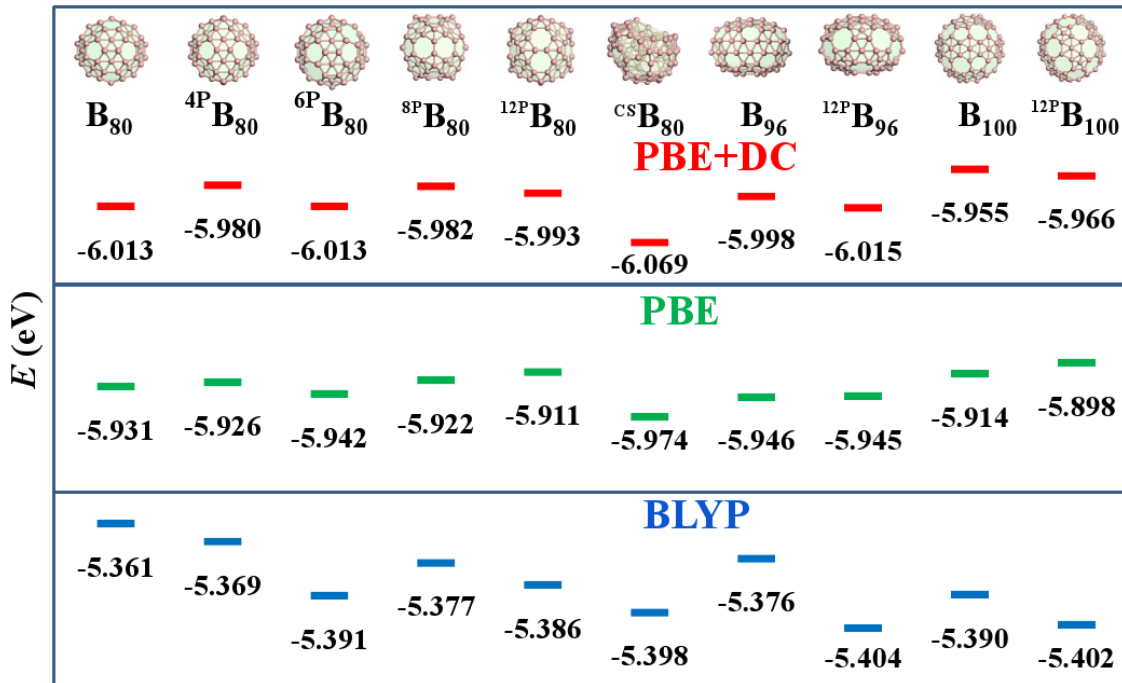 B80 4PB80 6PB80 8PB80 12PB80 CSB80 B96 12PB96 B100 12PB100
PBE+DC
-6.013 -5.980 -6.013 -5.982 -5.993 -6.069 -5.998 -6.015 -5.955 -5.966
E (eV)
PBE
-5.931 -5.926 -5.942 -5.922 -5.911 -5.974 -5.946 -5.945 -5.914 -5.898
BLYP
-5.361 -5.369 -5.391 -5.377 -5.386 -5.398 -5.376 -5.404 -5.390 -5.402